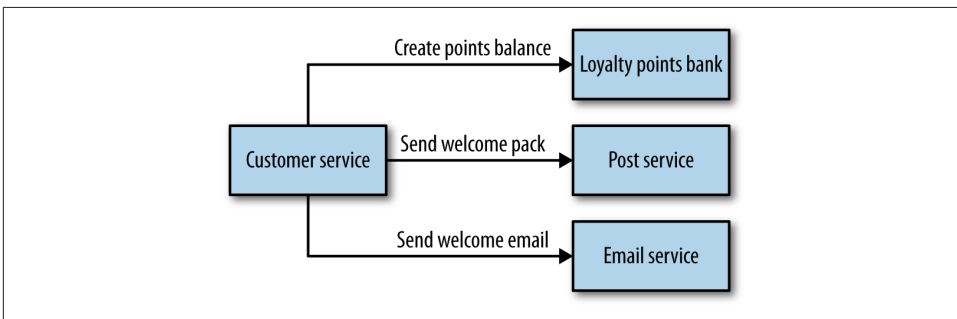 Create points balance
Loyalty points bank
Customer service
Send welcome pack
Post service
Send welcome email
Email service